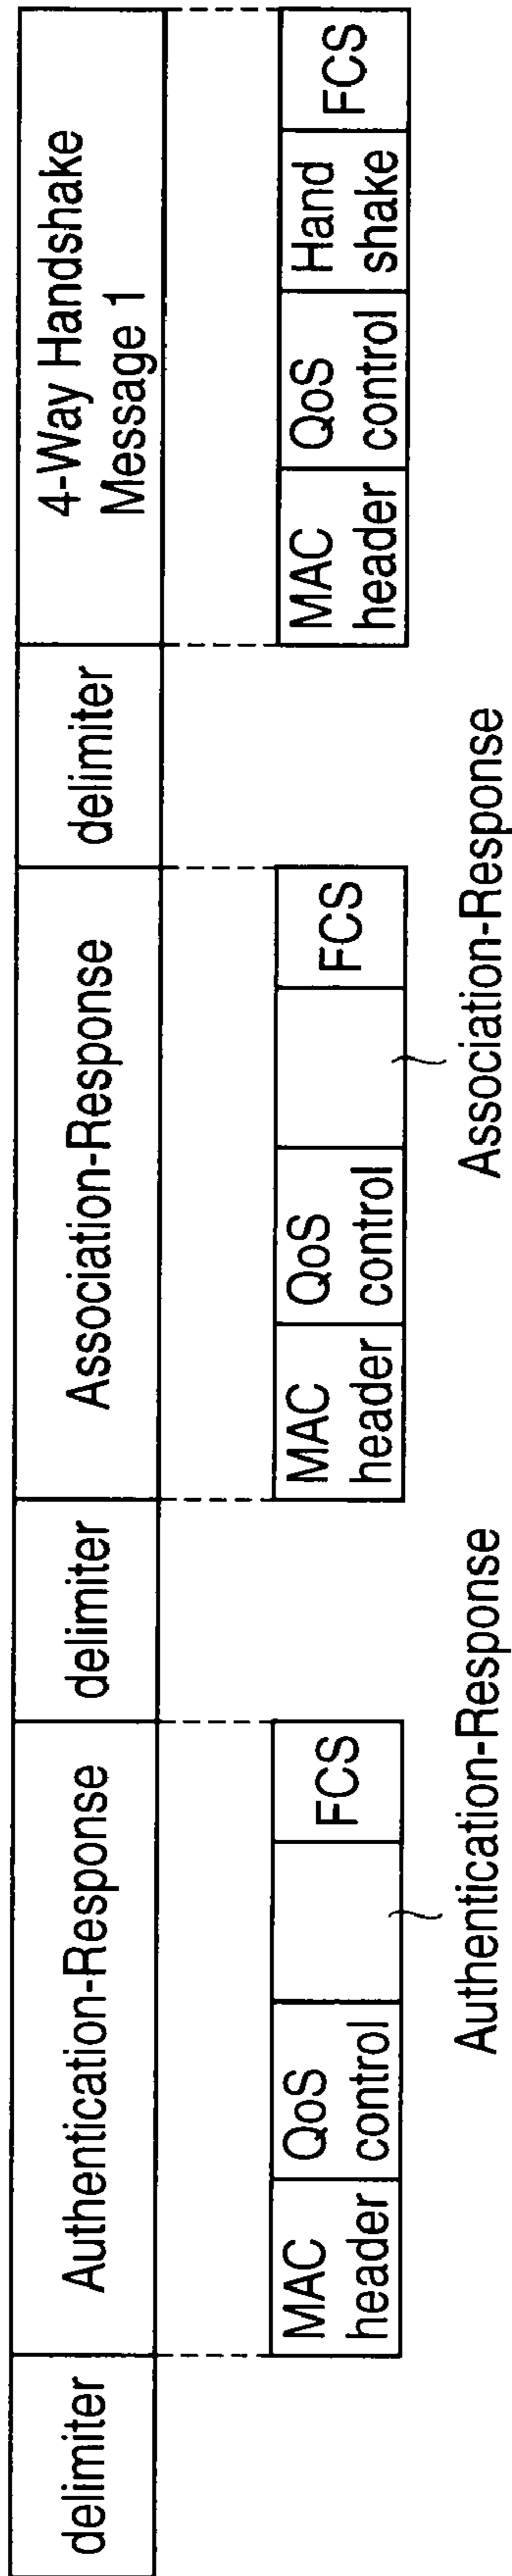 delimiter
Authentication-Response
delimiter
Association-Response
delimiter
4-Way Handshake
Message 1
MAC
header
QoS
control
FCS
Authentication-Response
MAC
header
QoS
control
FCS
Association-Response
MAC
header
QoS
control
Hand
shake
FCS